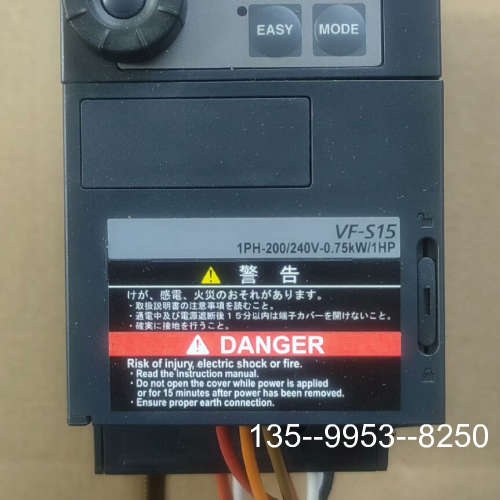 EASY
MODE
VF-S15
1PH-200/240V-0.75kW/1HP
警告
けが、感電、火災のおそれがあります。
・取扱説明書の注意事項を読むこと。
・通電中及び電源遮断後15分以内は端子カバーを開けないこと。
・確実に接地を行うこと。
DANGER
Risk of injury, electric shock or fire.
・Read the instruction manual.
・Do not open the cover while power is applied
or for 15 minutes after power has been removed.
・Ensure proper earth connection.
135--9953--8250